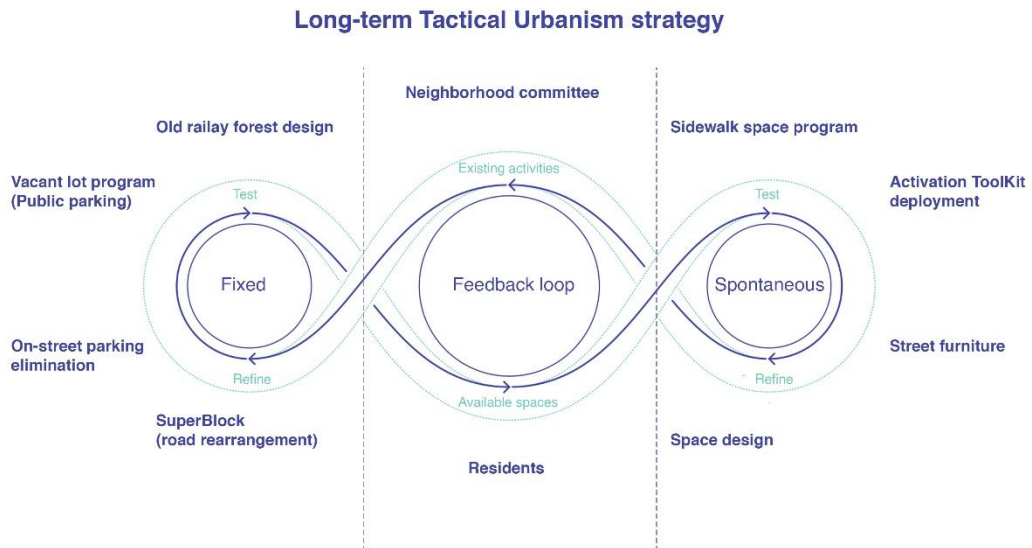 Long-term Tactical Urbanism strategy
Neighborhood committee
Old railay forest design
Sidewalk space program
Vacant lot program
(Public parking)
Test
Existing activities
Test
Activation ToolKit
deployment
Fixed
Feedback loop
Spontaneous
On-street parking
elimination
Refine
Available spaces
Refine
Street furniture
SuperBlock
(road rearrangement)
Space design
Residents